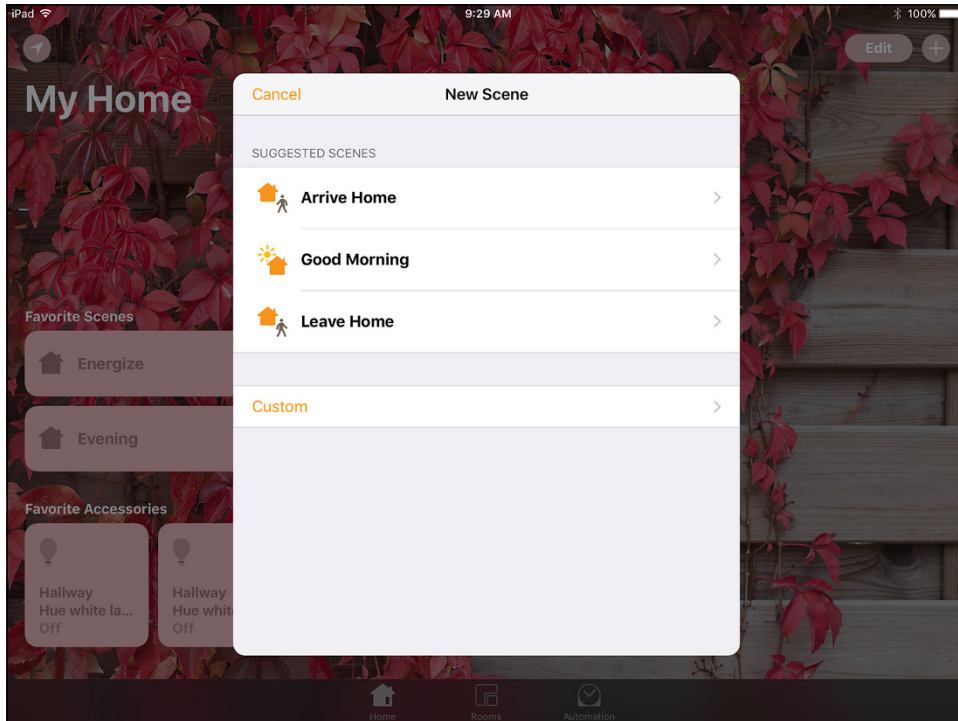 iPad
9:29 AM
100%
Edit
My Home
Cancel
New Scene
SUGGESTED SCENES
Arrive Home
Good Morning
Leave Home
Custom
Favorite Scenes
Energize
Evening
Favorite Accessories
Hallway
Hue white la...
Off
Hallway
Hue whit
Off
Home
Rooms
Automation